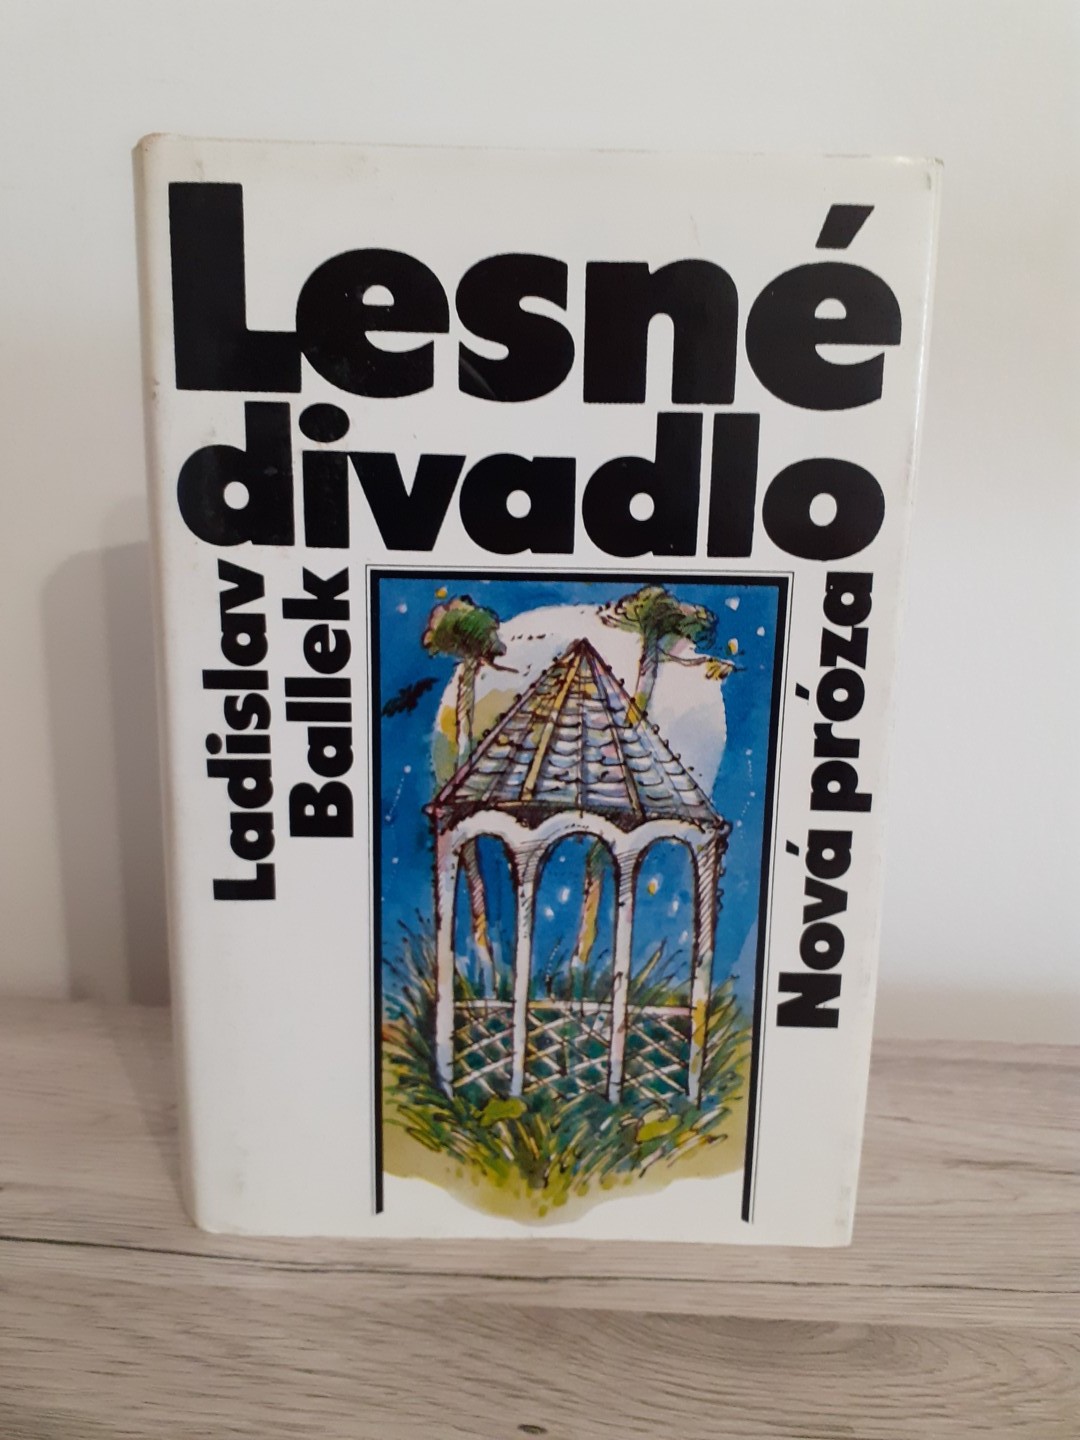 Lesné
divadlo
Ladislav
Ballek
Nová próza